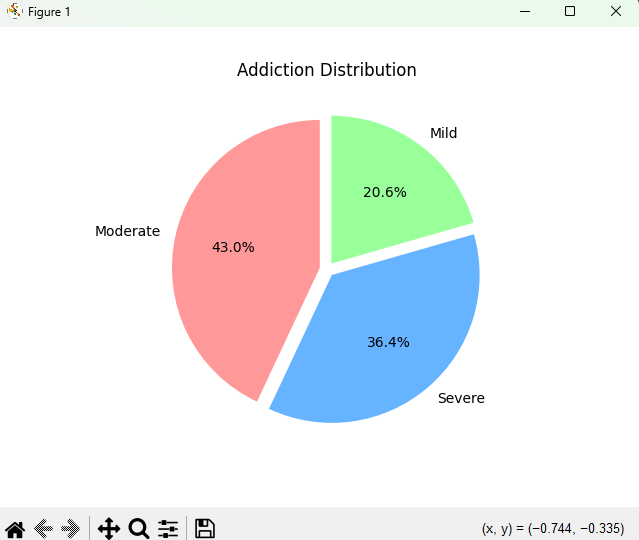 Figure 1
Addiction Distribution
Mild
20.6%
Moderate
43.0%
36.4%
Severe
(x, y) = (−0.744, −0.335)